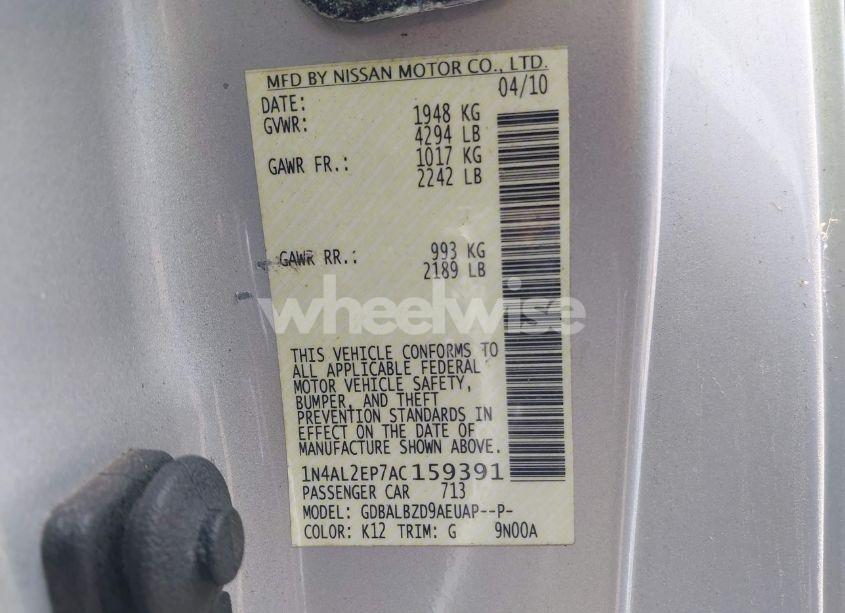 MFD BY NISSAN MOTOR CO., LTD.
DATE: 04/10
GVWR: 1948 KG
4294 LB
GAWR FR.: 1017 KG
2242 LB
GAWR RR.: 993 KG
2189 LB
wheelwise
THIS VEHICLE CONFORMS TO
ALL APPLICABLE FEDERAL
MOTOR VEHICLE SAFETY,
BUMPER, AND THEFT
PREVENTION STANDARDS IN
EFFECT ON THE DATE OF
MANUFACTURE SHOWN ABOVE.
1N4AL2EP7AC159391
PASSENGER CAR 713
MODEL: GDBALBZD9AEUAP--P-
COLOR: K12 TRIM: G 9N00A